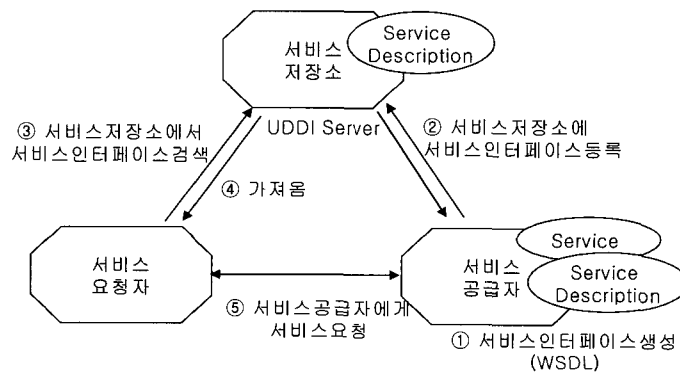 서비스
저장소
Service
Description
UDDI Server
③ 서비스저장소에서
서비스인터페이스검색
② 서비스저장소에
서비스인터페이스등록
④ 가져옴
서비스
요청자
서비스
공급자
Service
Service
Description
⑤ 서비스공급자에게
서비스요청
① 서비스인터페이스생성
(WSDL)